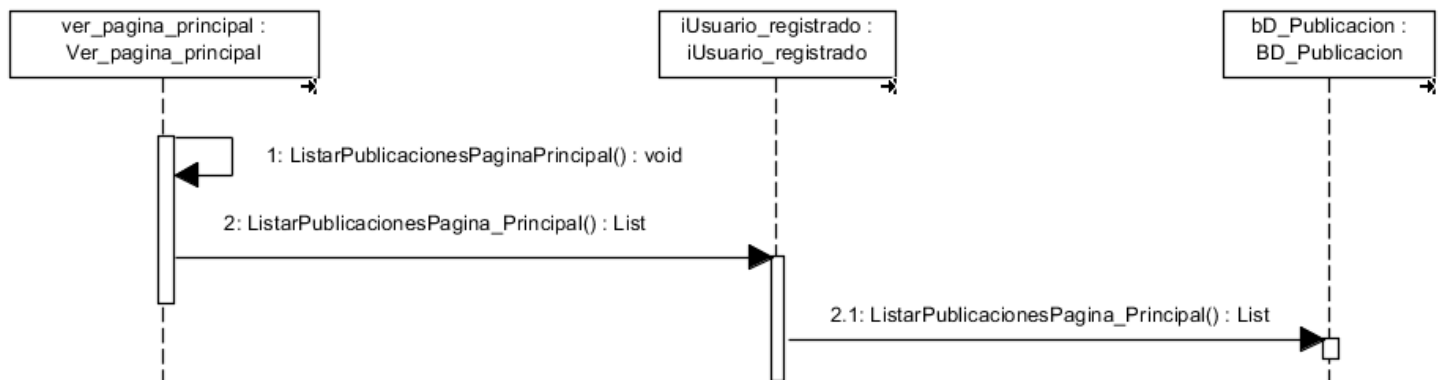 ver_pagina_principal :
Ver_pagina_principal
iUsuario_registrado :
iUsuario_registrado
bD_Publicacion :
BD_Publicacion
1: ListarPublicacionesPaginaPrincipal() : void
2: ListarPublicacionesPagina_Principal() : List
2.1: ListarPublicacionesPagina_Principal() : List